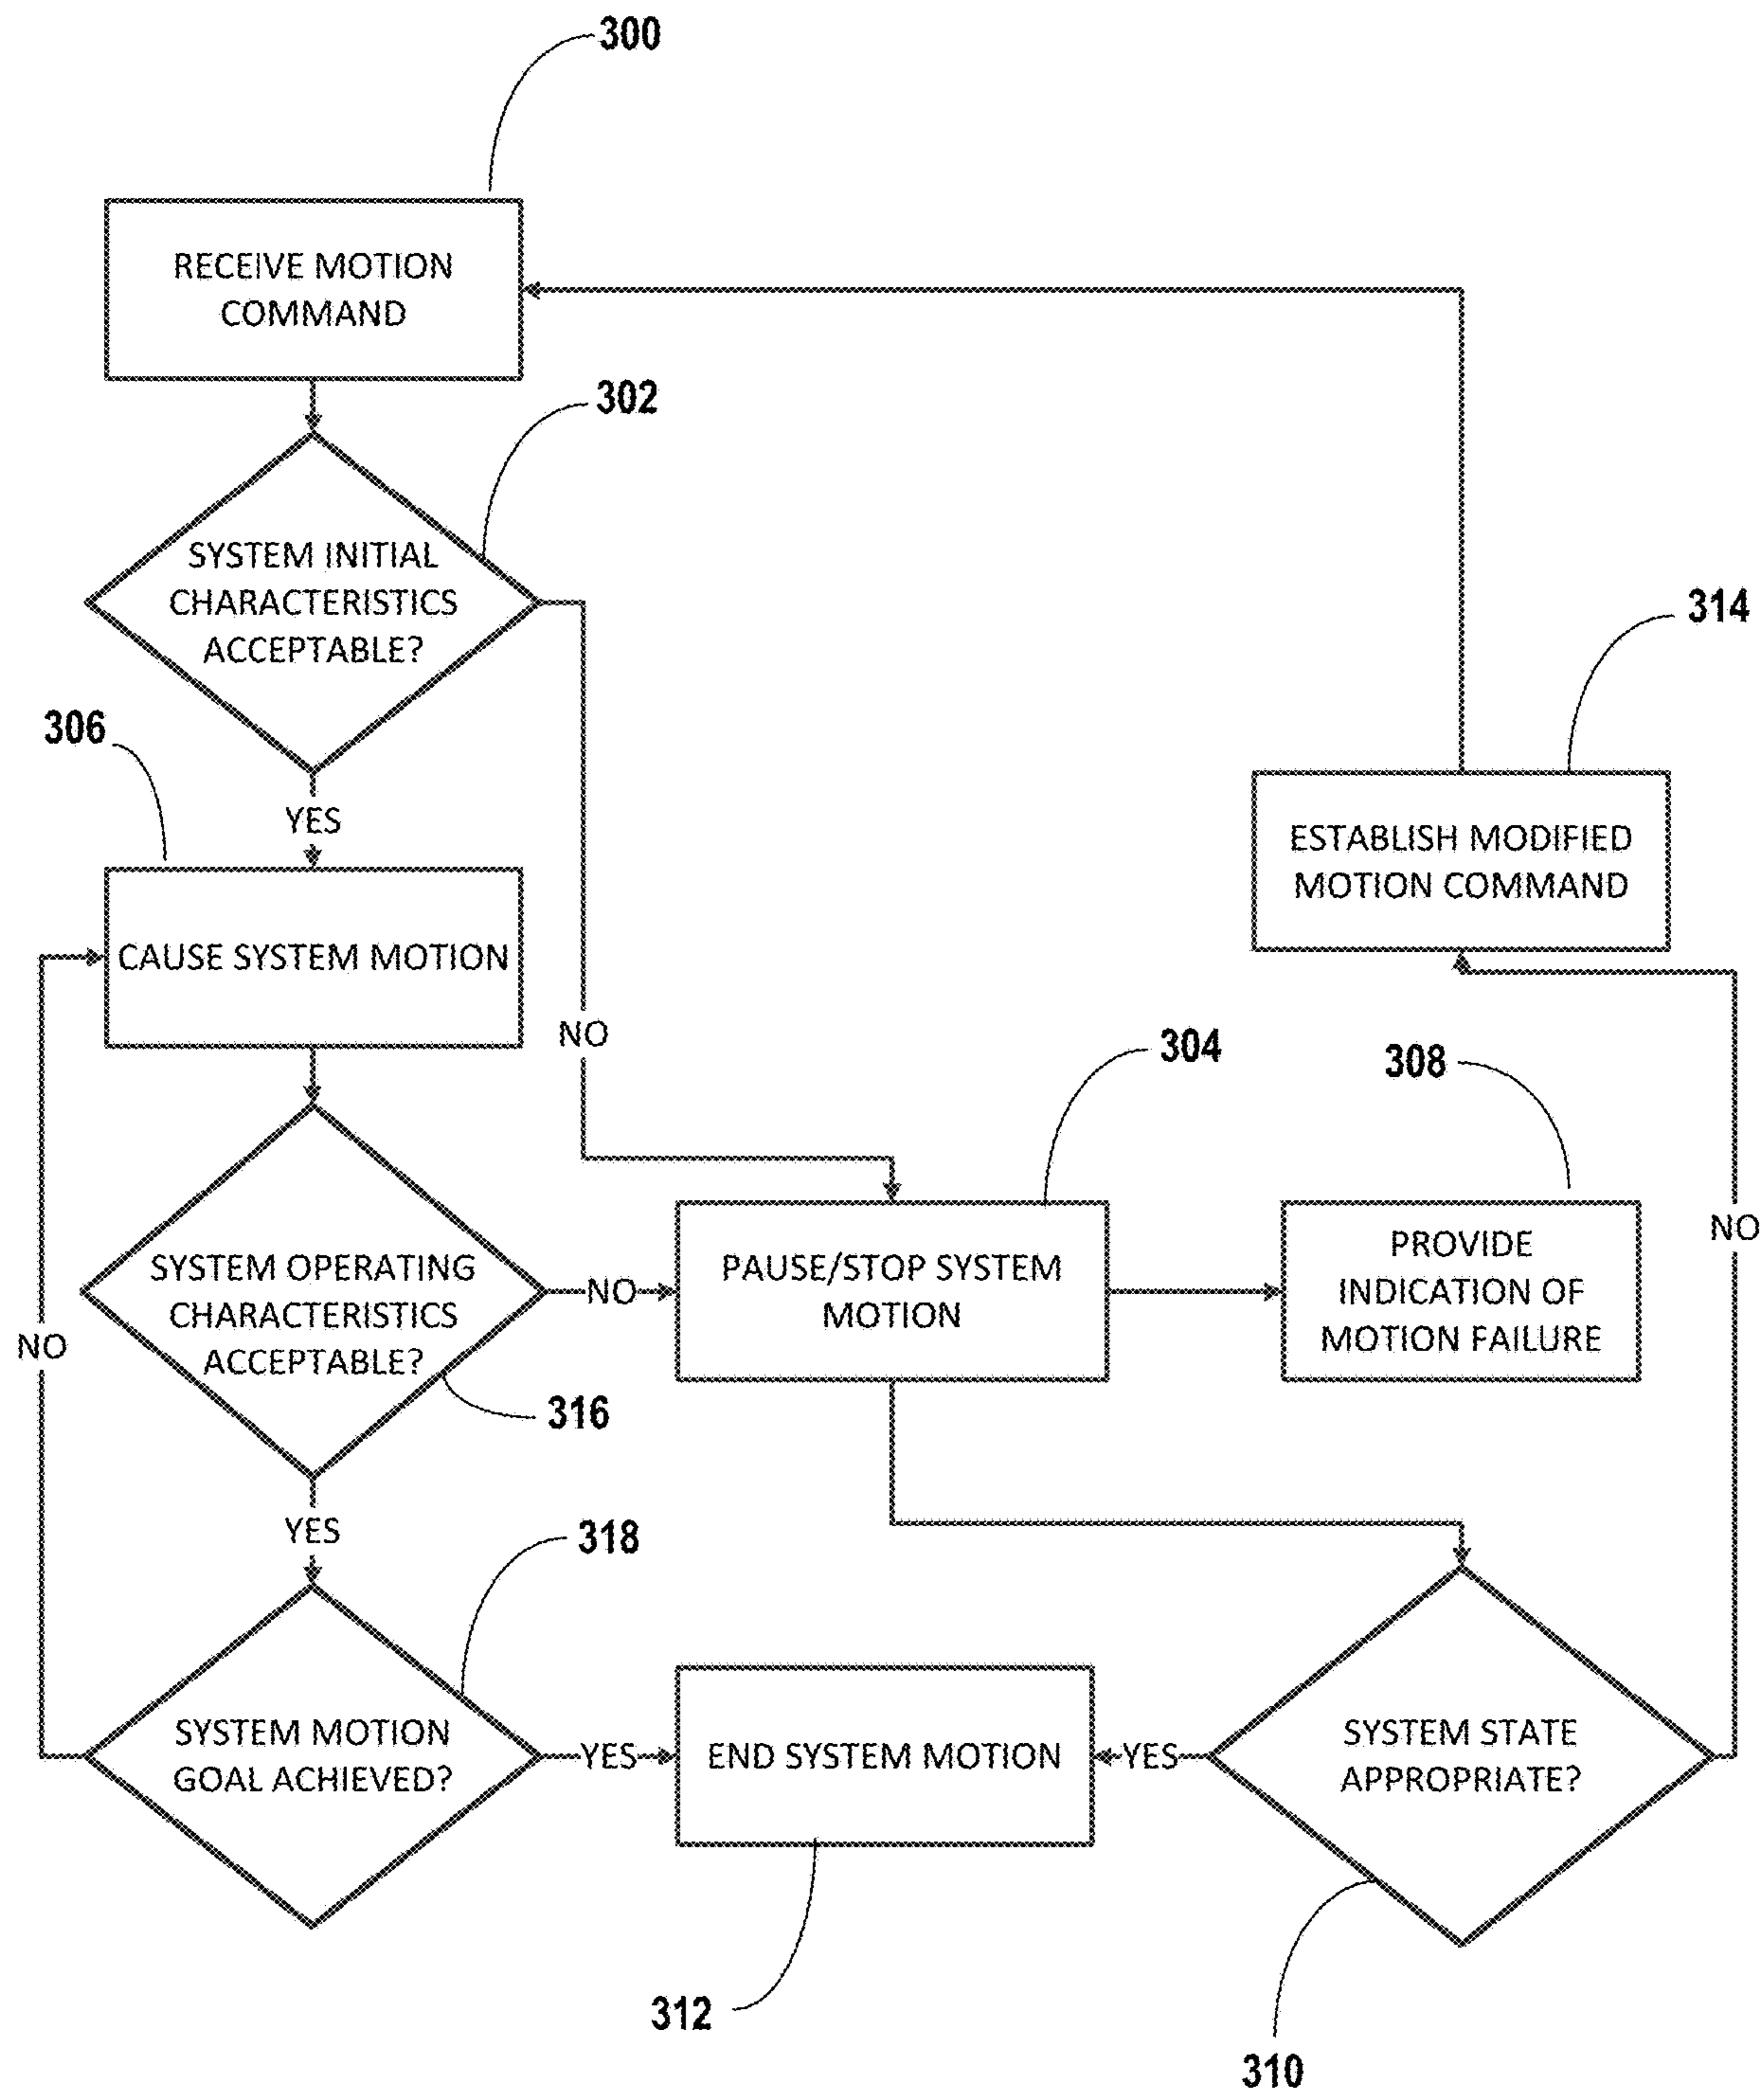 300
RECEIVE MOTION
COMMAND
302
SYSTEM INITIAL
CHARACTERISTICS
ACCEPTABLE?
314
306
YES
ESTABLISH MODIFIED
MOTION COMMAND
CAUSE SYSTEM MOTION
NO
304
308
NO
PROVIDE
INDICATION OF
MOTION FAILURE
PAUSE/STOP SYSTEM
MOTION
SYSTEM OPERATING
CHARACTERISTICS
ACCEPTABLE?
NO
NO
316
YES
318
SYSTEM MOTION
GOAL ACHIEVED?
YES
END SYSTEM MOTION
YES
SYSTEM STATE
APPROPRIATE?
312
310